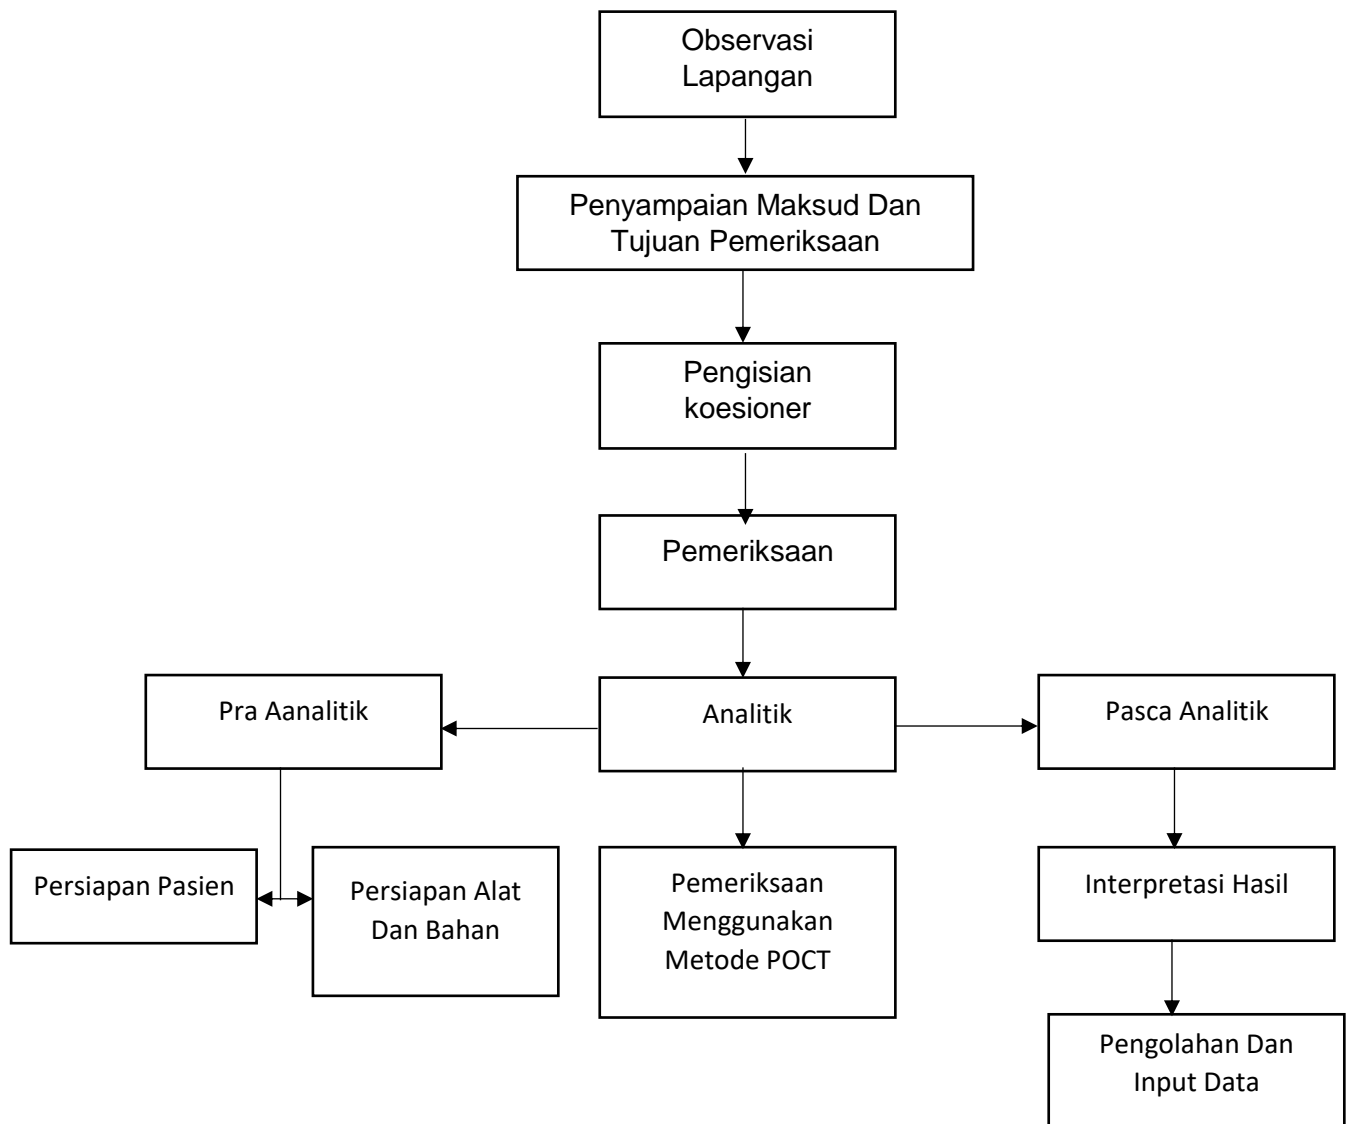 Observasi
Lapangan
Penyampaian Maksud Dan
Tujuan Pemeriksaan
Pengisian
koesioner
Pemeriksaan
Pra Aanalitik
Analitik
Pasca Analitik
Persiapan Pasien
Persiapan Alat
Dan Bahan
Pemeriksaan
Menggunakan
Metode POCT
Interpretasi Hasil
Pengolahan Dan
Input Data